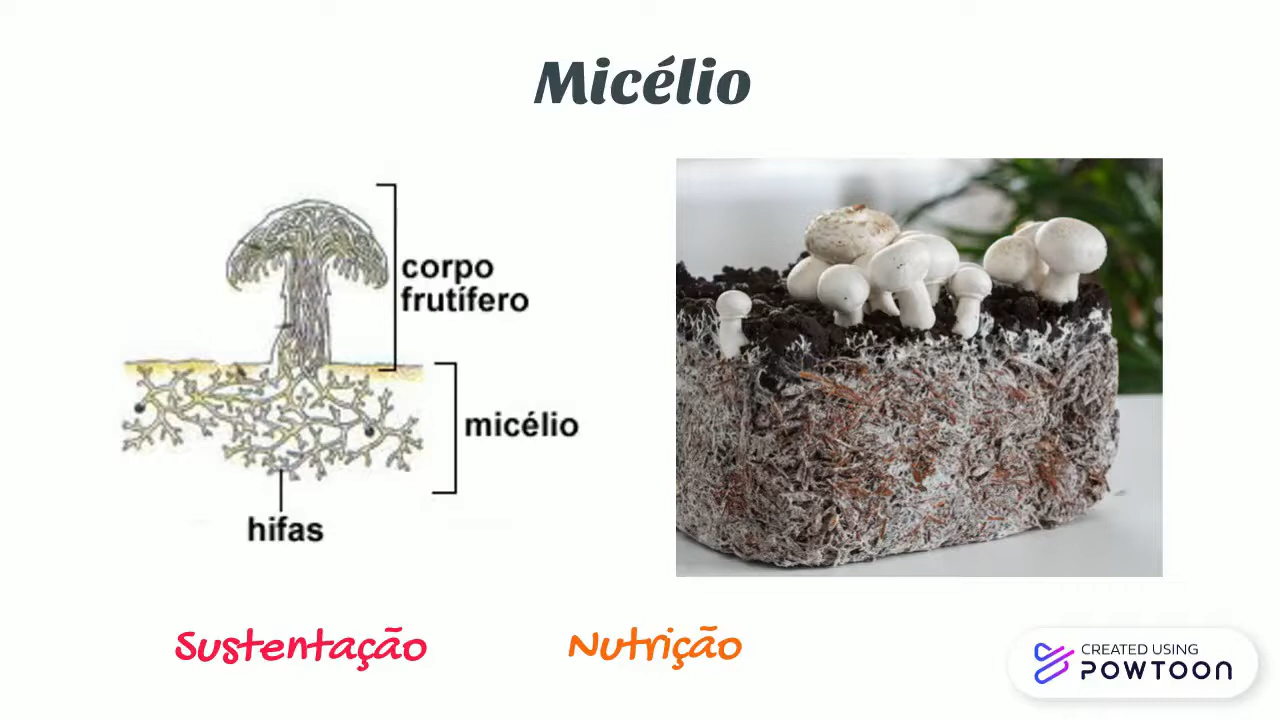 Micélio
corpo
frutífero
micélio
hifas
Sustentação
Nutrição
CREATED USING
POWTOON